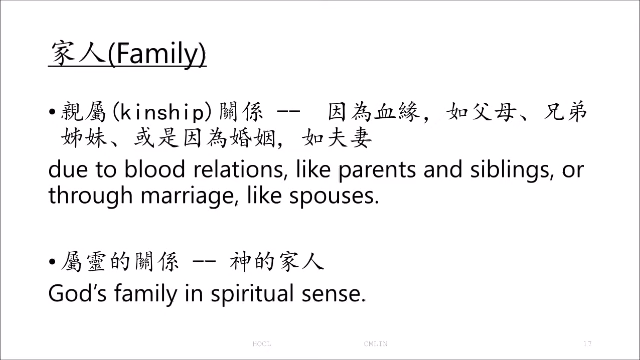 家人(Family)
• 親屬(kinship)關係 -- 因為血緣, 如父母、兄弟
姊妹、或是因為婚姻, 如夫妻
due to blood relations, like parents and siblings, or
through marriage, like spouses.
• 屬靈的關係 -- 神的家人
God's family in spiritual sense.
17